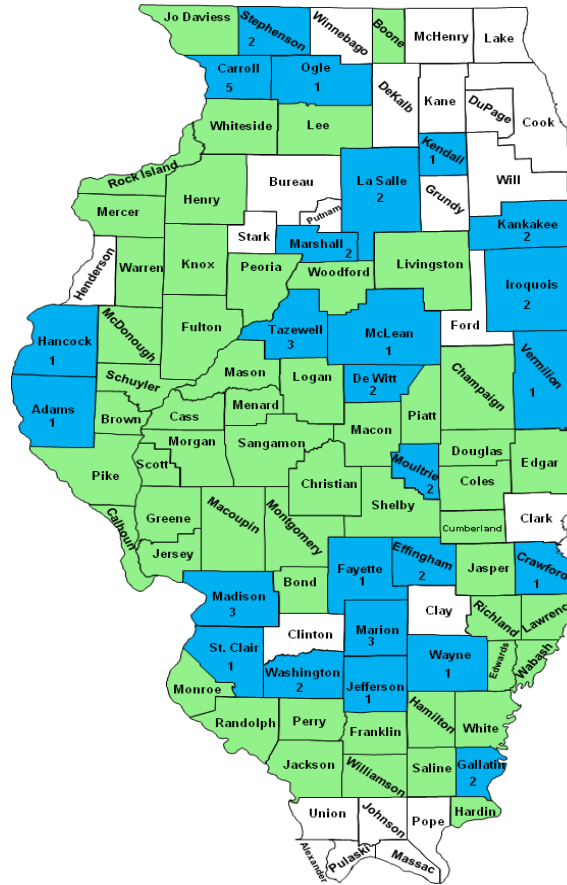 Jo Daviess
Stephenson
2
Winnebago
Boone
McHenry
Lake
Carroll
5
Ogle
1
DeKalb
Kane
DuPage
Cook
Whiteside
Lee
Kendall
1
Rock Island
Henry
Bureau
La Salle
2
Grundy
Will
Mercer
Putnam
Kankakee
2
Stark
Marshall
2
Henderson
Warren
Knox
Peoria
Woodford
Livingston
Iroquois
2
Fulton
Tazewell
3
McLean
1
Ford
Hancock
1
McDonough
Mason
Logan
De Witt
2
Champaign
Vermilion
1
Schuyler
Adams
1
Brown
Cass
Menard
Piatt
Macon
Morgan
Sangamon
Douglas
Edgar
Scott
Moultrie
2
Coles
Pike
Christian
Shelby
Calhoun
Greene
Macoupin
Montgomery
Cumberland
Clark
Jersey
Fayette
1
Effingham
2
Jasper
Crawford
1
Bond
Madison
3
Clay
Richland
Lawrence
Clinton
Marion
3
St. Clair
1
Wayne
1
Edwards
Wabash
Washington
2
Jefferson
1
Monroe
Randolph
Perry
Hamilton
White
Franklin
Jackson
Williamson
Saline
Gallatin
2
Union
Johnson
Pope
Hardin
Alexander
Pulaski
Massac